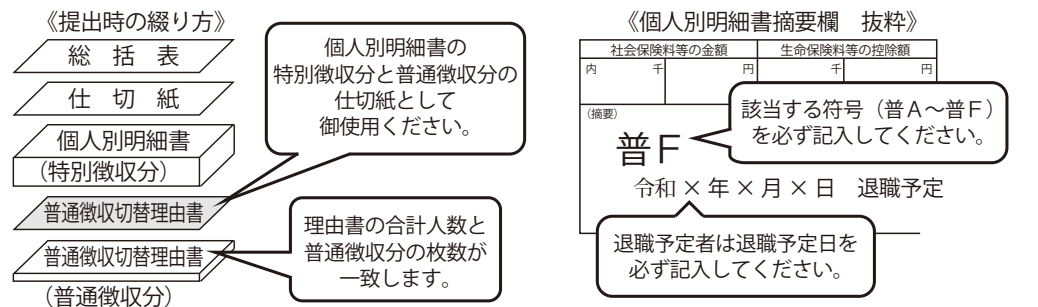 《提出時の綴り方》
総 括 表
仕 切 紙
個人別明細書
(特別徴収分)
普通徴収切替理由書
普通徴収切替理由書
(普通徴収分)
個人別明細書の
特別徴収分と普通徴収分の
仕切紙として
御使用ください。
理由書の合計人数と
普通徴収分の枚数が
一致します。
《個人別明細書摘要欄 抜粋》
社会保険料等の金額 生命保険料等の控除額
内 千 円 千 円
(摘要)
普F
該当する符号(普A~普F)
を必ず記入してください。
令和×年×月×日 退職予定
退職予定者は退職予定日を
必ず記入してください。